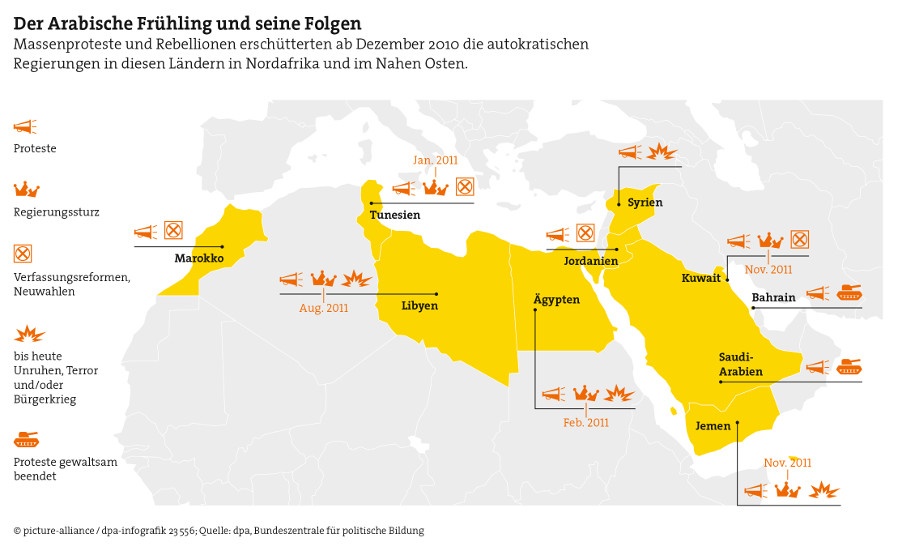 Der Arabische Frühling und seine Folgen
Massenproteste und Rebellionen erschütterten ab Dezember 2010 die autokratischen
Regierungen in diesen Ländern in Nordafrika und im Nahen Osten.
Proteste
Regierungssturz
Verfassungsreformen,
Neuwahlen
bis heute
Unruhen, Terror
und/oder
Bürgerkrieg
Proteste gewaltsam
beendet
Jan. 2011
Tunesien
Syrien
Marokko
Jordanien
Kuwait
Nov. 2011
Libyen
Aug. 2011
Ägypten
Bahrain
Saudi-
Arabien
Feb. 2011
Jemen
Nov. 2011
© picture-alliance / dpa-infografik 23 556; Quelle: dpa, Bundeszentrale für politische Bildung